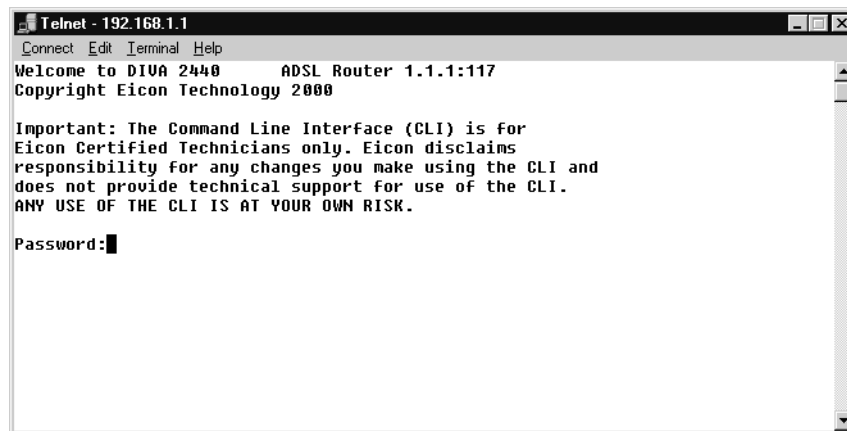 Telnet - 192.168.1.1
Connect Edit Terminal Help
Welcome to DIVA 2440 ADSL Router 1.1.1:117
Copyright Eicon Technology 2000
Important: The Command Line Interface (CLI) is for
Eicon Certified Technicians only. Eicon disclaims
responsibility for any changes you make using the CLI and
does not provide technical support for use of the CLI.
ANY USE OF THE CLI IS AT YOUR OWN RISK.
Password: